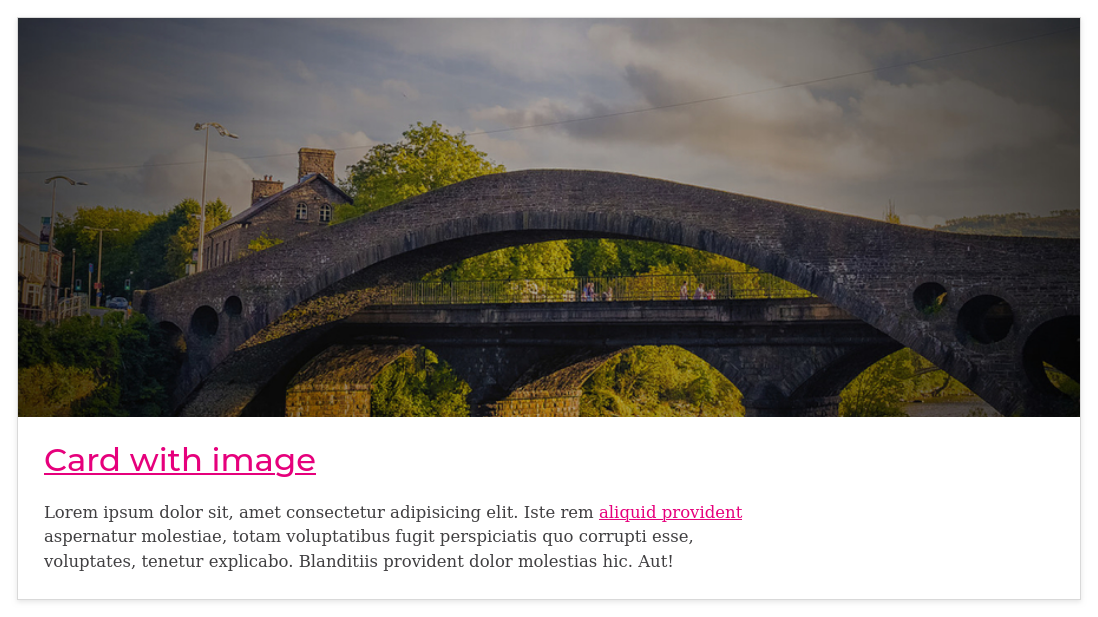 Card with image
Lorem ipsum dolor sit, amet consectetur adipisicing elit. Iste rem aliquid provident
aspernatur molestiae, totam voluptatibus fugit perspiciatis quo corrupti esse,
voluptates, tenetur explicabo. Blanditiis provident dolor molestias hic. Aut!